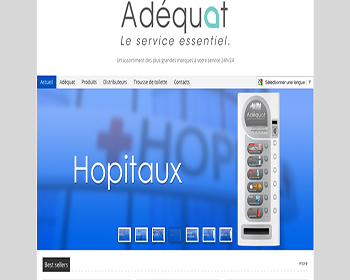 Adéquat
Le service essentiel.
Un assortiment des plus grandes marques à votre service 24H/24
Accueil Adéquat Produits Distributeurs Trousse de toilette Contacts Sélectionner une langue
HOPITA
Hopitaux
Adéquat
Best sellers more